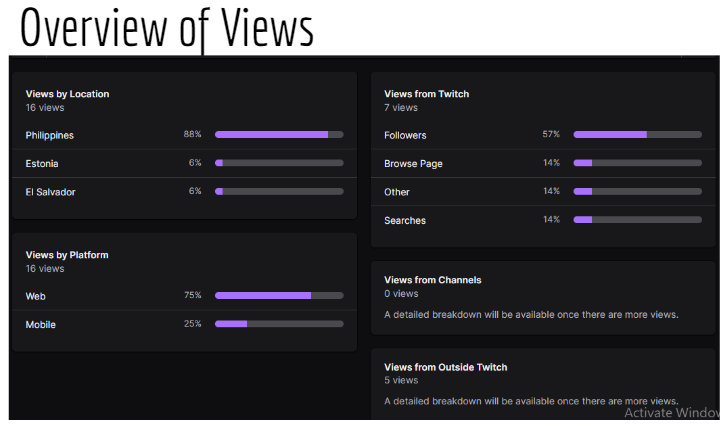 Overview of Views
Views by Location
16 views
Philippines 88%
Estonia 6%
El Salvador 6%
Views by Platform
16 views
Web 75%
Mobile 25%
Views from Twitch
7 views
Followers 57%
Browse Page 14%
Other 14%
Searches 14%
Views from Channels
0 views
A detailed breakdown will be available once there are more views.
Views from Outside Twitch
5 views
A detailed breakdown will be available once there are more views.
Activate Window